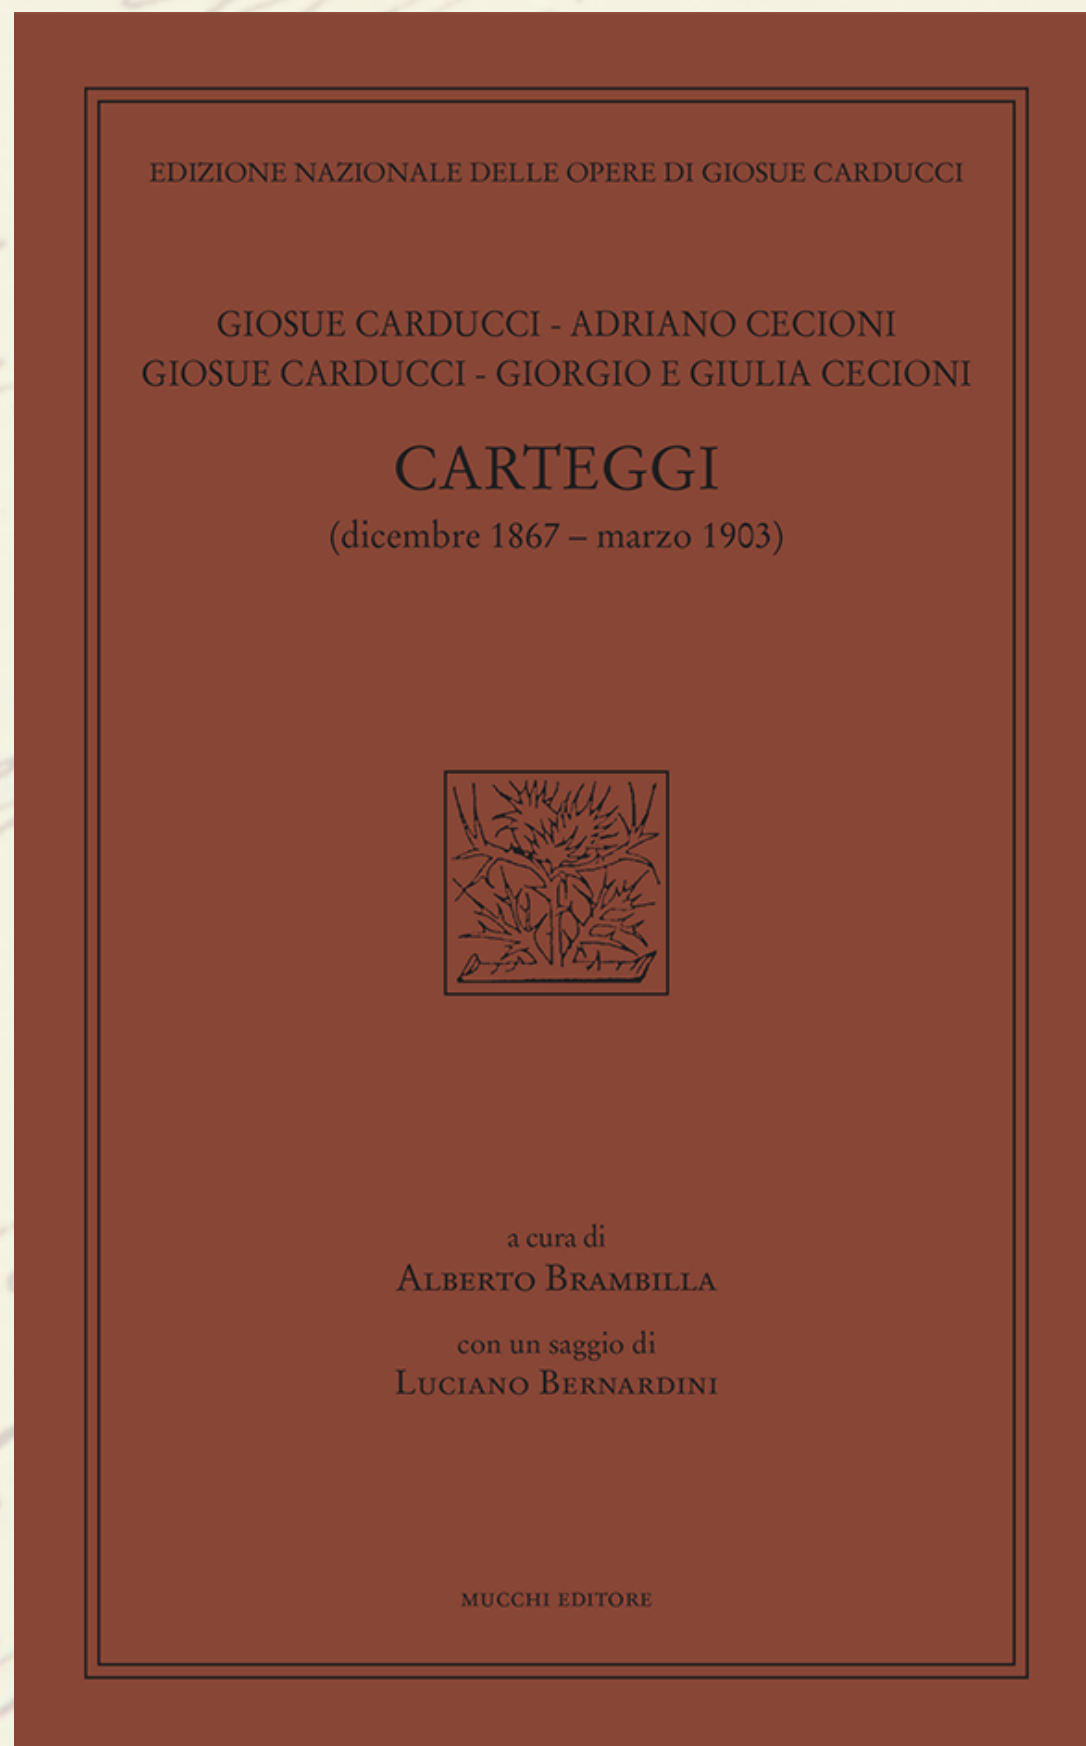 EDIZIONE NAZIONALE DELLE OPERE DI GIOSUE CARDUCCI
GIOSUE CARDUCCI - ADRIANO CECIONI
GIOSUE CARDUCCI - GIORGIO E GIULIA CECIONI
CARTEGGI
(dicembre 1867 – marzo 1903)
a cura di
ALBERTO BRAMBILLA
con un saggio di
LUCIANO BERNARDINI
MUCCHI EDITORE